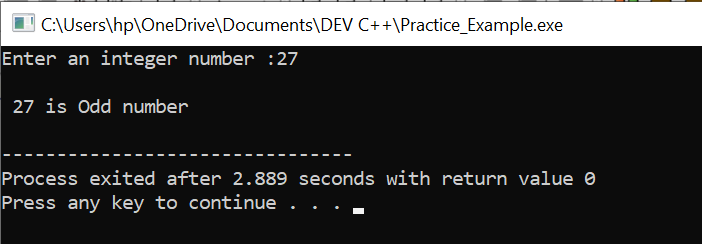 C:\Users\hp\OneDrive\Documents\DEV C++\Practice_Example.exe
Enter an integer number :27
27 is Odd number
--------------------------------
Process exited after 2.889 seconds with return value 0
Press any key to continue . . .